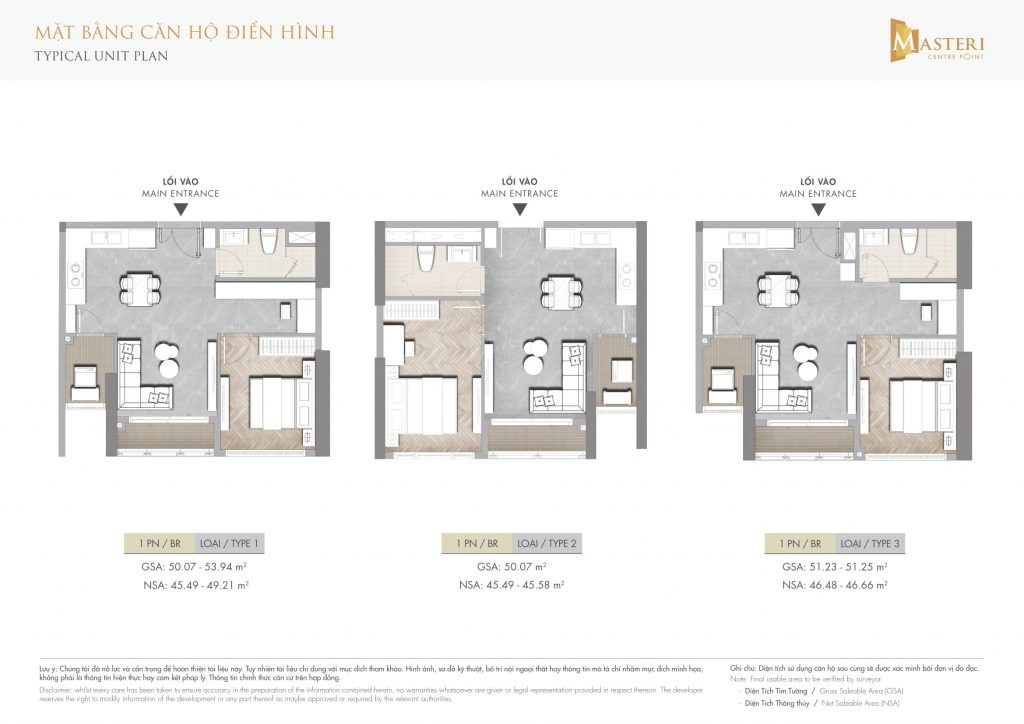 MẶT BẰNG CĂN HỘ ĐIỂN HÌNH
TYPICAL UNIT PLAN
MASTERI
CENTRE POINT
LỐI VÀO
MAIN ENTRANCE
LỐI VÀO
MAIN ENTRANCE
LỐI VÀO
MAIN ENTRANCE
1 PN / BR LOẠI / TYPE 1
GSA: 50.07 - 53.94 m²
NSA: 45.49 - 49.21 m²
1 PN / BR LOẠI / TYPE 2
GSA: 50.07 m²
NSA: 45.49 - 45.58 m²
1 PN / BR LOẠI / TYPE 3
GSA: 51.23 - 51.25 m²
NSA: 46.48 - 46.66 m²
Lưu ý: Chúng tôi đã nỗ lực và cẩn trọng để hoàn thiện tài liệu này. Tuy nhiên tài liệu chỉ dùng với mục đích tham khảo. Hình ảnh, sơ đồ kỹ thuật, bố trí nội ngoại thất hay thông tin mô tả chỉ nhằm mục đích minh họa,
không phải là thông tin hiện thực hay cam kết pháp lý. Thông tin chính thức căn cứ trên hợp đồng.
Disclaimer: whilst every care has been taken to ensure accuracy in the preparation of the information contained herein, no warranties whatsoever are given or legal representation provided in respect thereon. The developer
reserves the right to modify information of the development or any part thereof as maybe approved or required by the relevant authorities.
Ghi chú: Diện tích sử dụng căn hộ sau cùng sẽ được xác minh bởi đơn vị đo đạc.
Note: Final usable area to be verified by surveyor.
· Diện Tích Tim Tường / Gross Saleable Area (GSA)
· Diện Tích Thông thủy / Net Saleable Area (NSA)